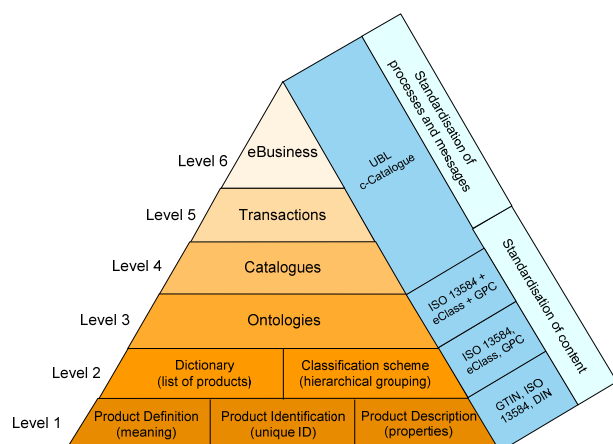 Level 6
eBusiness
Level 5
Transactions
Level 4
Catalogues
Level 3
Ontologies
Level 2
Dictionary
(list of products)
Classification scheme
(hierarchical grouping)
Level 1
Product Definition
(meaning)
Product Identification
(unique ID)
Product Description
(properties)
UBL
c-Catalogue
ISO 13584 +
eClass + GPC
ISO 13584,
eClass, GPC
GTIN, ISO
13584, DIN
Standardisation of
processes and messages
Standardisation of content